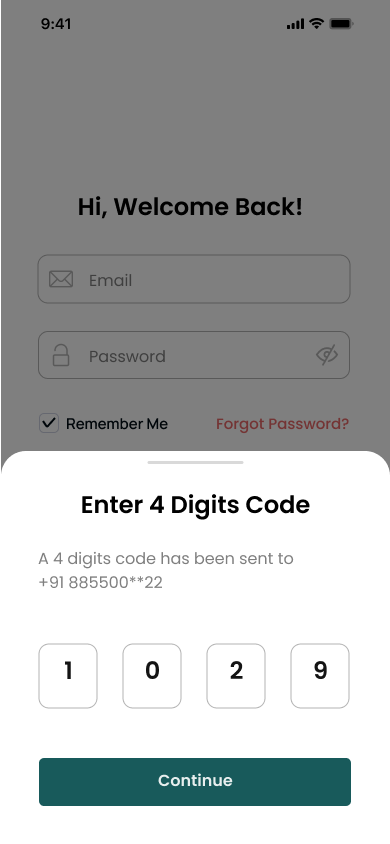 9:41
Hi, Welcome Back!
Email
Password
Remember Me Forgot Password?
Enter 4 Digits Code
A 4 digits code has been sent to
+91 885500**22
1 0 2 9
Continue